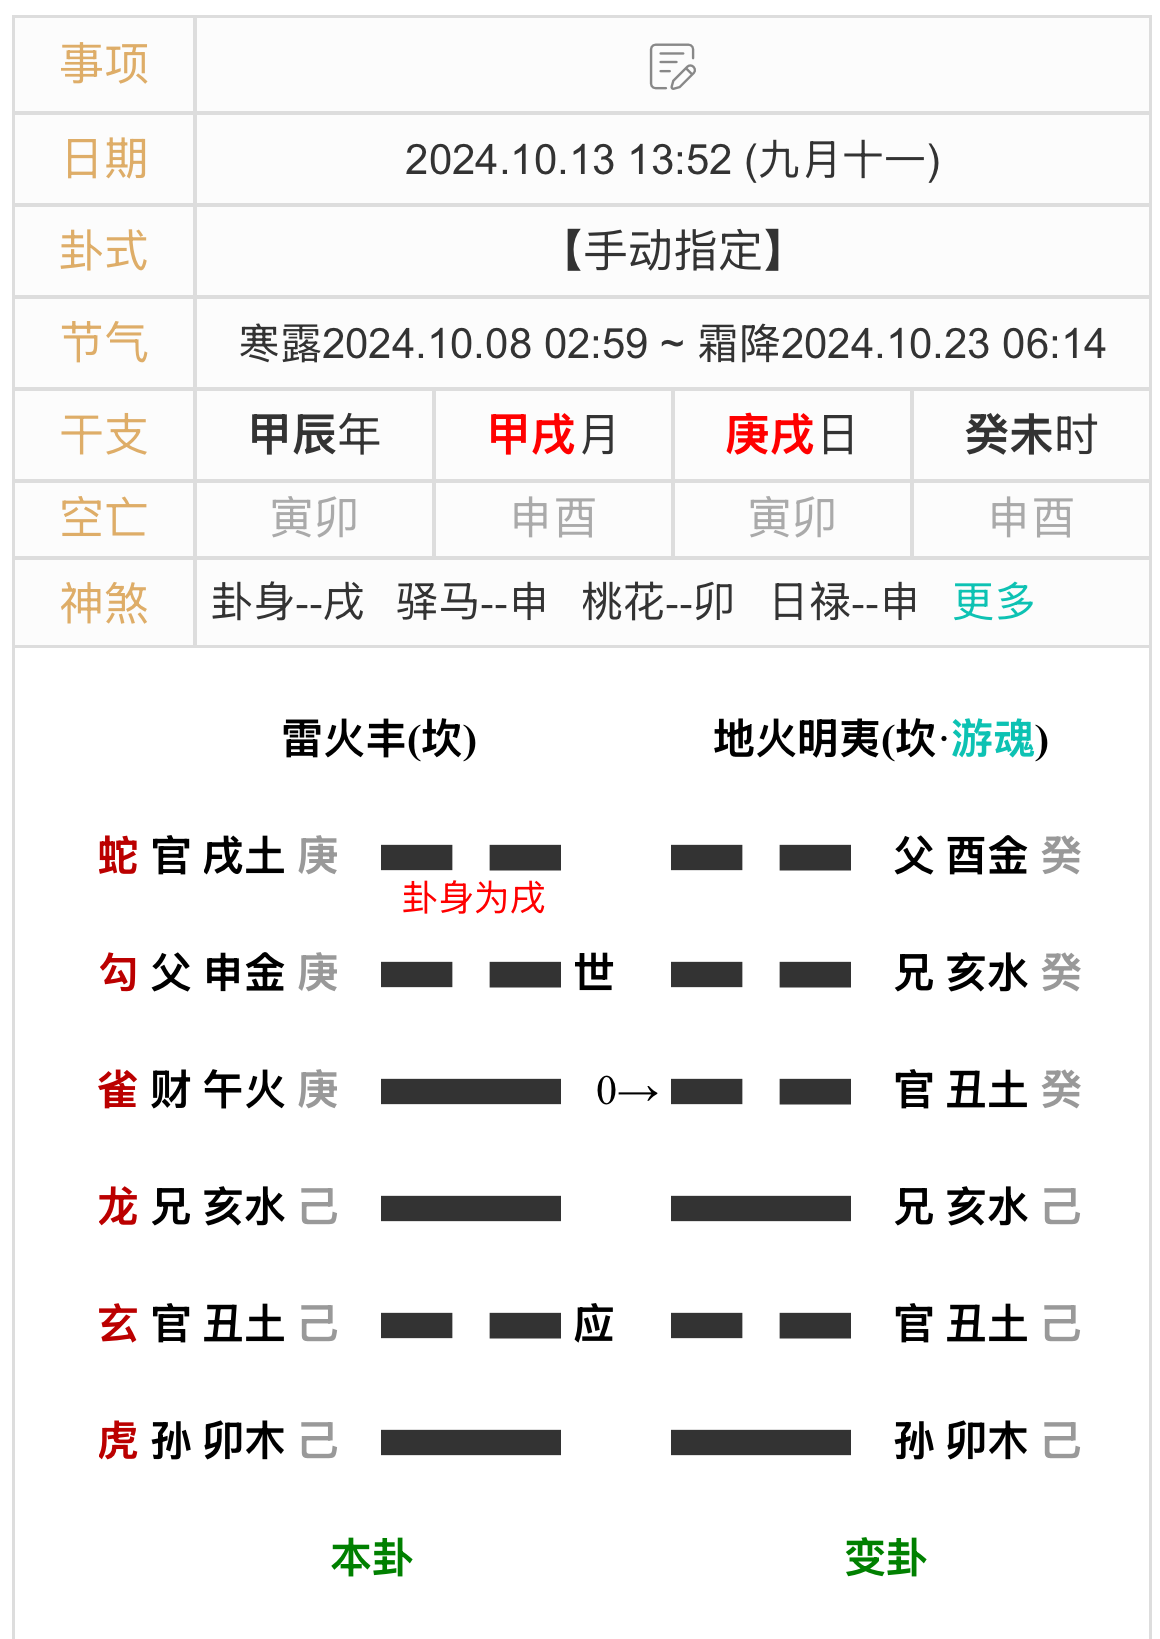 事项
日期 2024.10.13 13:52 (九月十一)
卦式 【手动指定】
节气 寒露2024.10.08 02:59 ~ 霜降2024.10.23 06:14
干支 甲辰年 甲戌月 庚戌日 癸未时
空亡 寅卯 申酉 寅卯 申酉
神煞 卦身--戌 驿马--申 桃花--卯 日禄--申 更多
雷火丰(坎) 地火明夷(坎·游魂)
蛇 官 戌土 庚 父 酉金 癸
卦身为戌
勾 父 申金 庚 世 兄 亥水 癸
雀 财 午火 庚 0→ 官 丑土 癸
龙 兄 亥水 己 兄 亥水 己
玄 官 丑土 己 应 官 丑土 己
虎 孙 卯木 己 孙 卯木 己
本卦 变卦